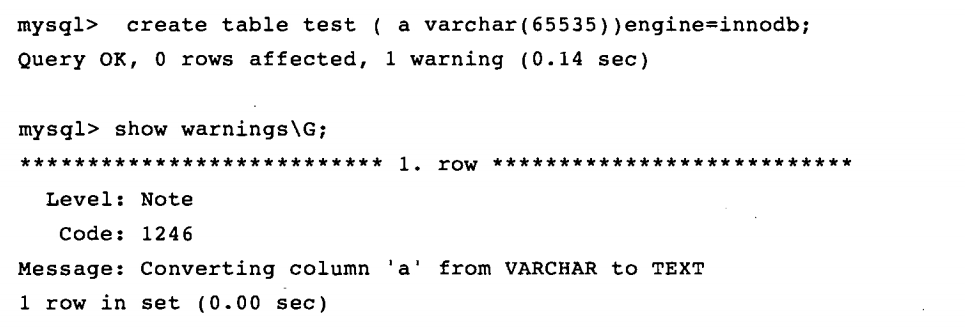 mysql>  create table test ( a varchar(65535))engine=innodb;
Query OK, 0 rows affected, 1 warning (0.14 sec)
mysql> show warnings\G;
*************************** 1. row ***************************
  Level: Note
   Code: 1246
Message: Converting column 'a' from VARCHAR to TEXT
1 row in set (0.00 sec)